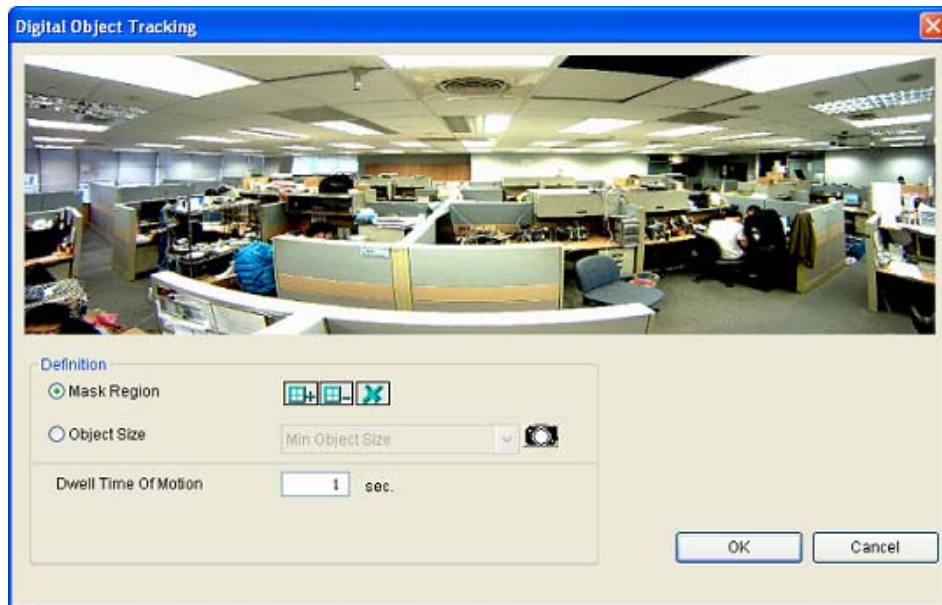 Digital Object Tracking
Definition
Mask Region
Object Size
Min Object Size
Dwell Time Of Motion
1 sec.
OK
Cancel